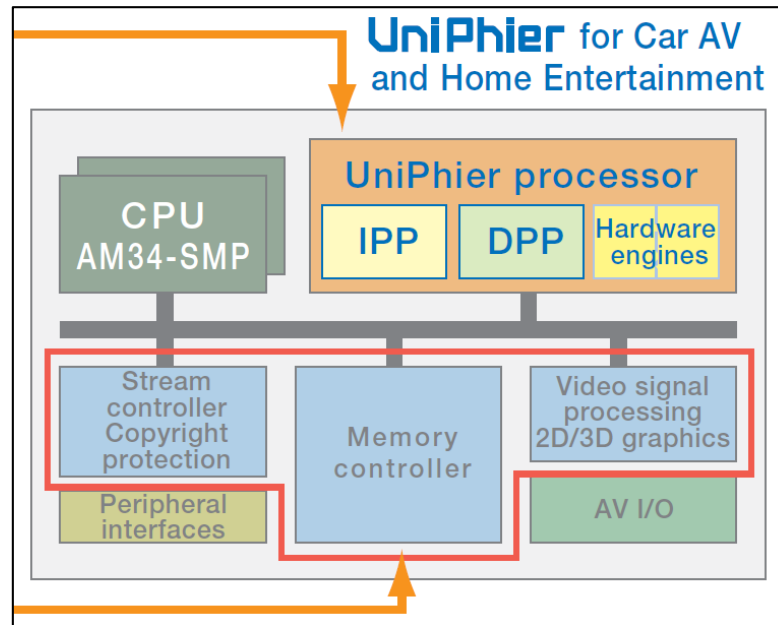 UniPhier for Car AV
and Home Entertainment
CPU
AM34-SMP
UniPhier processor
IPP
DPP
Hardware
engines
Stream
controller
Copyright
protection
Memory
controller
Video signal
processing
2D/3D graphics
Peripheral
interfaces
AV I/O